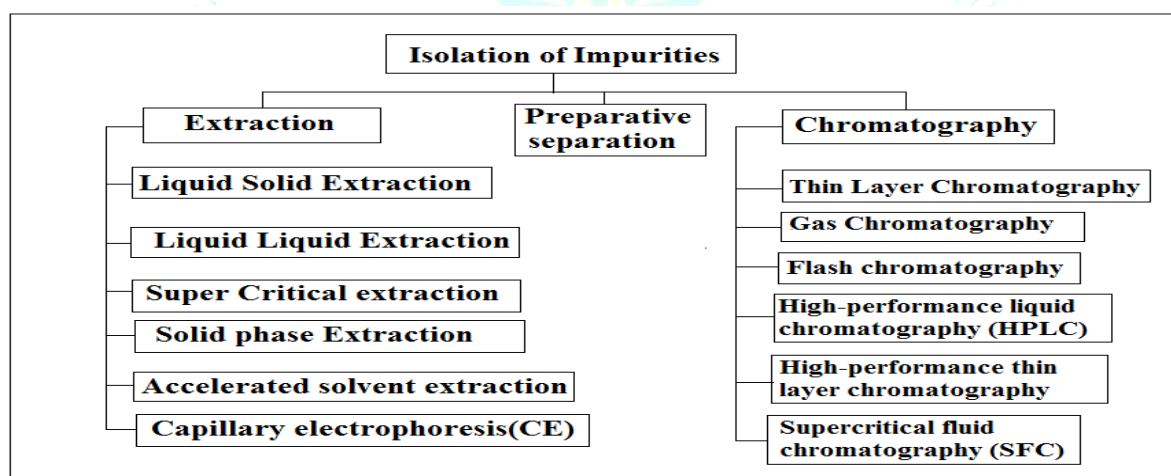 Isolation of Impurities
Extraction
Preparative
separation
Chromatography
Liquid Solid Extraction
Liquid Liquid Extraction
Super Critical extraction
Solid phase Extraction
Accelerated solvent extraction
Capillary electrophoresis(CE)
Thin Layer Chromatography
Gas Chromatography
Flash chromatography
High-performance liquid
chromatography (HPLC)
High-performance thin
layer chromatography
Supercritical fluid
chromatography (SFC)